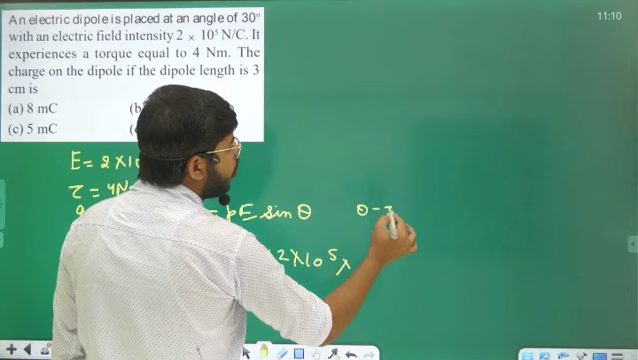 An electric dipole is placed at an angle of 30°
with an electric field intensity 2 × 10⁵ N/C. It
experiences a torque equal to 4 Nm. The
charge on the dipole if the dipole length is 3
cm is
(a) 8 mC (b
(c) 5 mC
E = 2 × 10
τ = 4N
= pE sin θ θ -
2 × 10⁵ ×
11:10